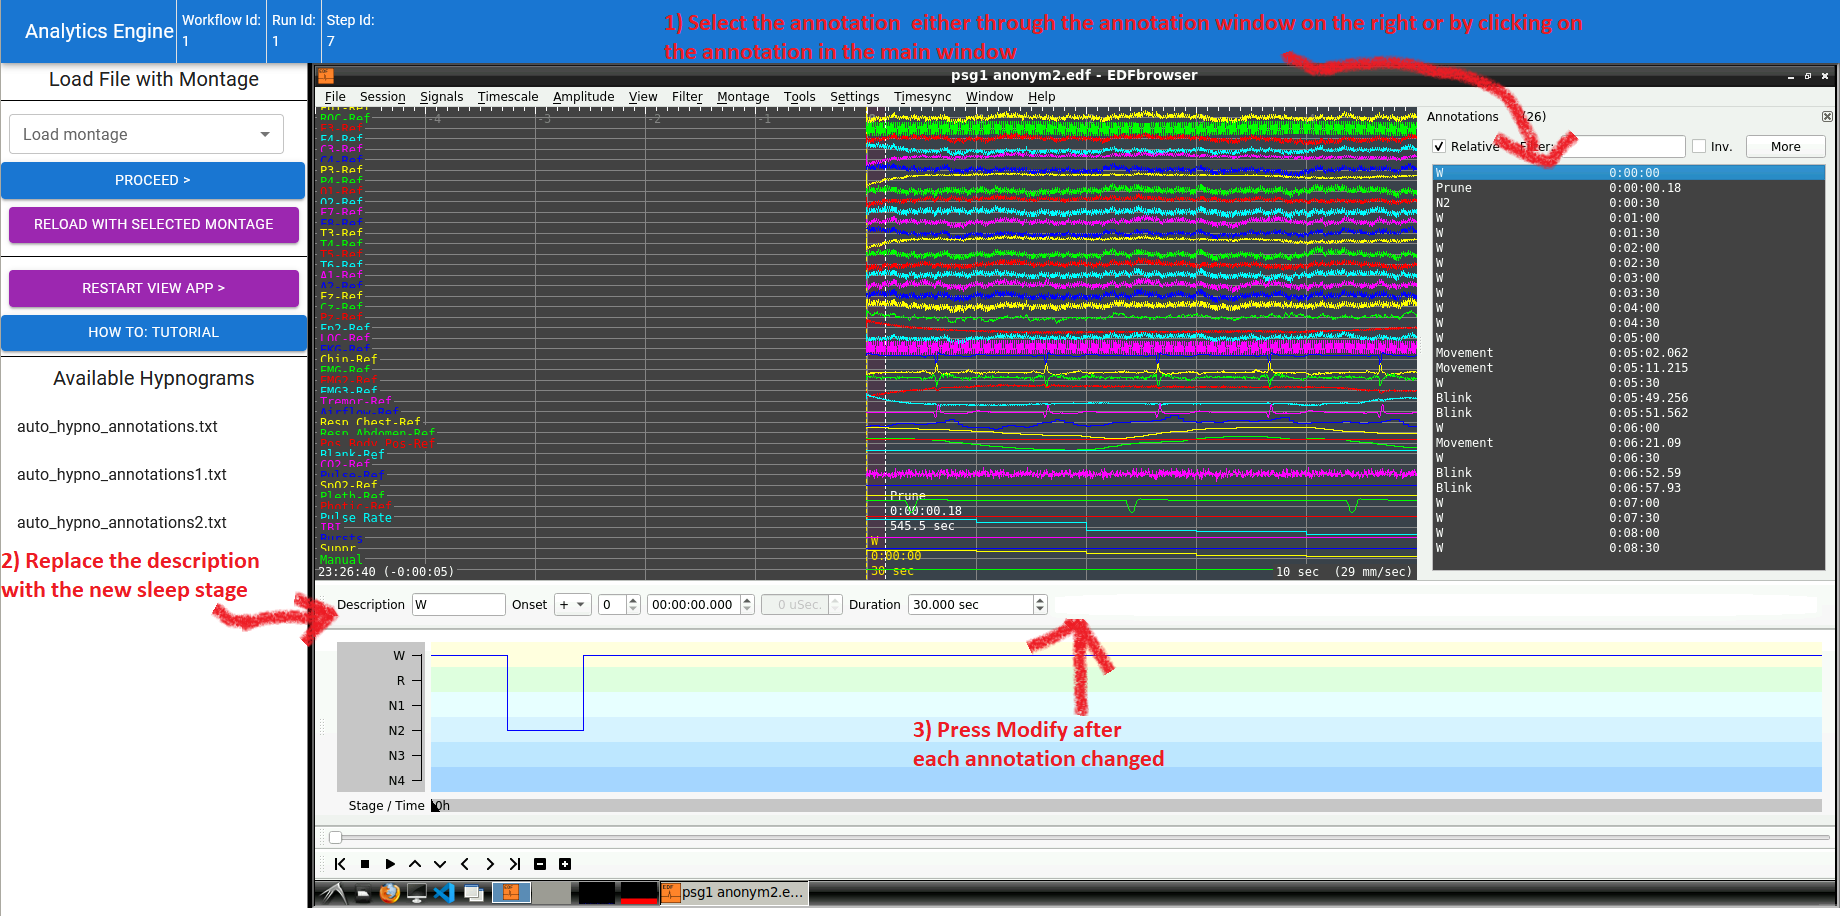 Analytics Engine
Workflow Id:
1
Run Id:
1
Step Id:
7
1) Select the annotation either through the annotation window on the right or by clicking on
the annotation in the main window
Load File with Montage
Load montage
PROCEED >
RELOAD WITH SELECTED MONTAGE
RESTART VIEW APP >
HOW TO: TUTORIAL
Available Hypnograms
auto_hypno_annotations.txt
auto_hypno_annotations1.txt
auto_hypno_annotations2.txt
2) Replace the description
with the new sleep stage
psg1 anonym2.edf - EDFbrowser
File Session Signals Timescale Amplitude View Filter Montage Tools Settings Timesync Window Help
-4 -3 -2 -1
ROC-Ref
F4-Ref
C3-Ref
C4-Ref
P3-Ref
P4-Ref
O2-Ref
F7-Ref
F8-Ref
T3-Ref
T4-Ref
T6-Ref
A1-Ref
A2-Ref
Fz-Ref
Cz-Ref
Fp2-Ref
LOC-Ref
EKG-Ref
Chin-Ref
EMG-Ref
EMG3-Ref
Tremor-Ref
Airflow-Ref
Resp Chest-Ref
Resp Abdomen-Ref
Blank-Ref
CO2-Ref
Pulse-Ref
SpO2-Ref
Pleth-Ref
Pulse Rate
IBI
Bursts
Suppr
Manual
Prune
0:00:00.18
545.5 sec
W
0:00:00
30 sec
23:26:40 (-0:00:05)
10 sec (29 mm/sec)
Annotations (26)
Relative Filter: Inv. More
W 0:00:00
Prune 0:00:00.18
N2 0:00:30
W 0:01:00
W 0:01:30
W 0:02:00
W 0:02:30
W 0:03:00
W 0:03:30
W 0:04:00
W 0:04:30
W 0:05:00
Movement 0:05:02.062
Movement 0:05:11.215
W 0:05:30
Blink 0:05:49.256
Blink 0:05:51.562
W 0:06:00
Movement 0:06:21.09
W 0:06:30
Blink 0:06:52.59
Blink 0:06:57.93
W 0:07:00
W 0:07:30
W 0:08:00
W 0:08:30
Description W Onset + 0 00:00:00.000 0 uSec. Duration 30.000 sec
W
R
N1
N2
N3
N4
Stage / Time 0h
3) Press Modify after
each annotation changed
EDF
psg1 anonym2.e...